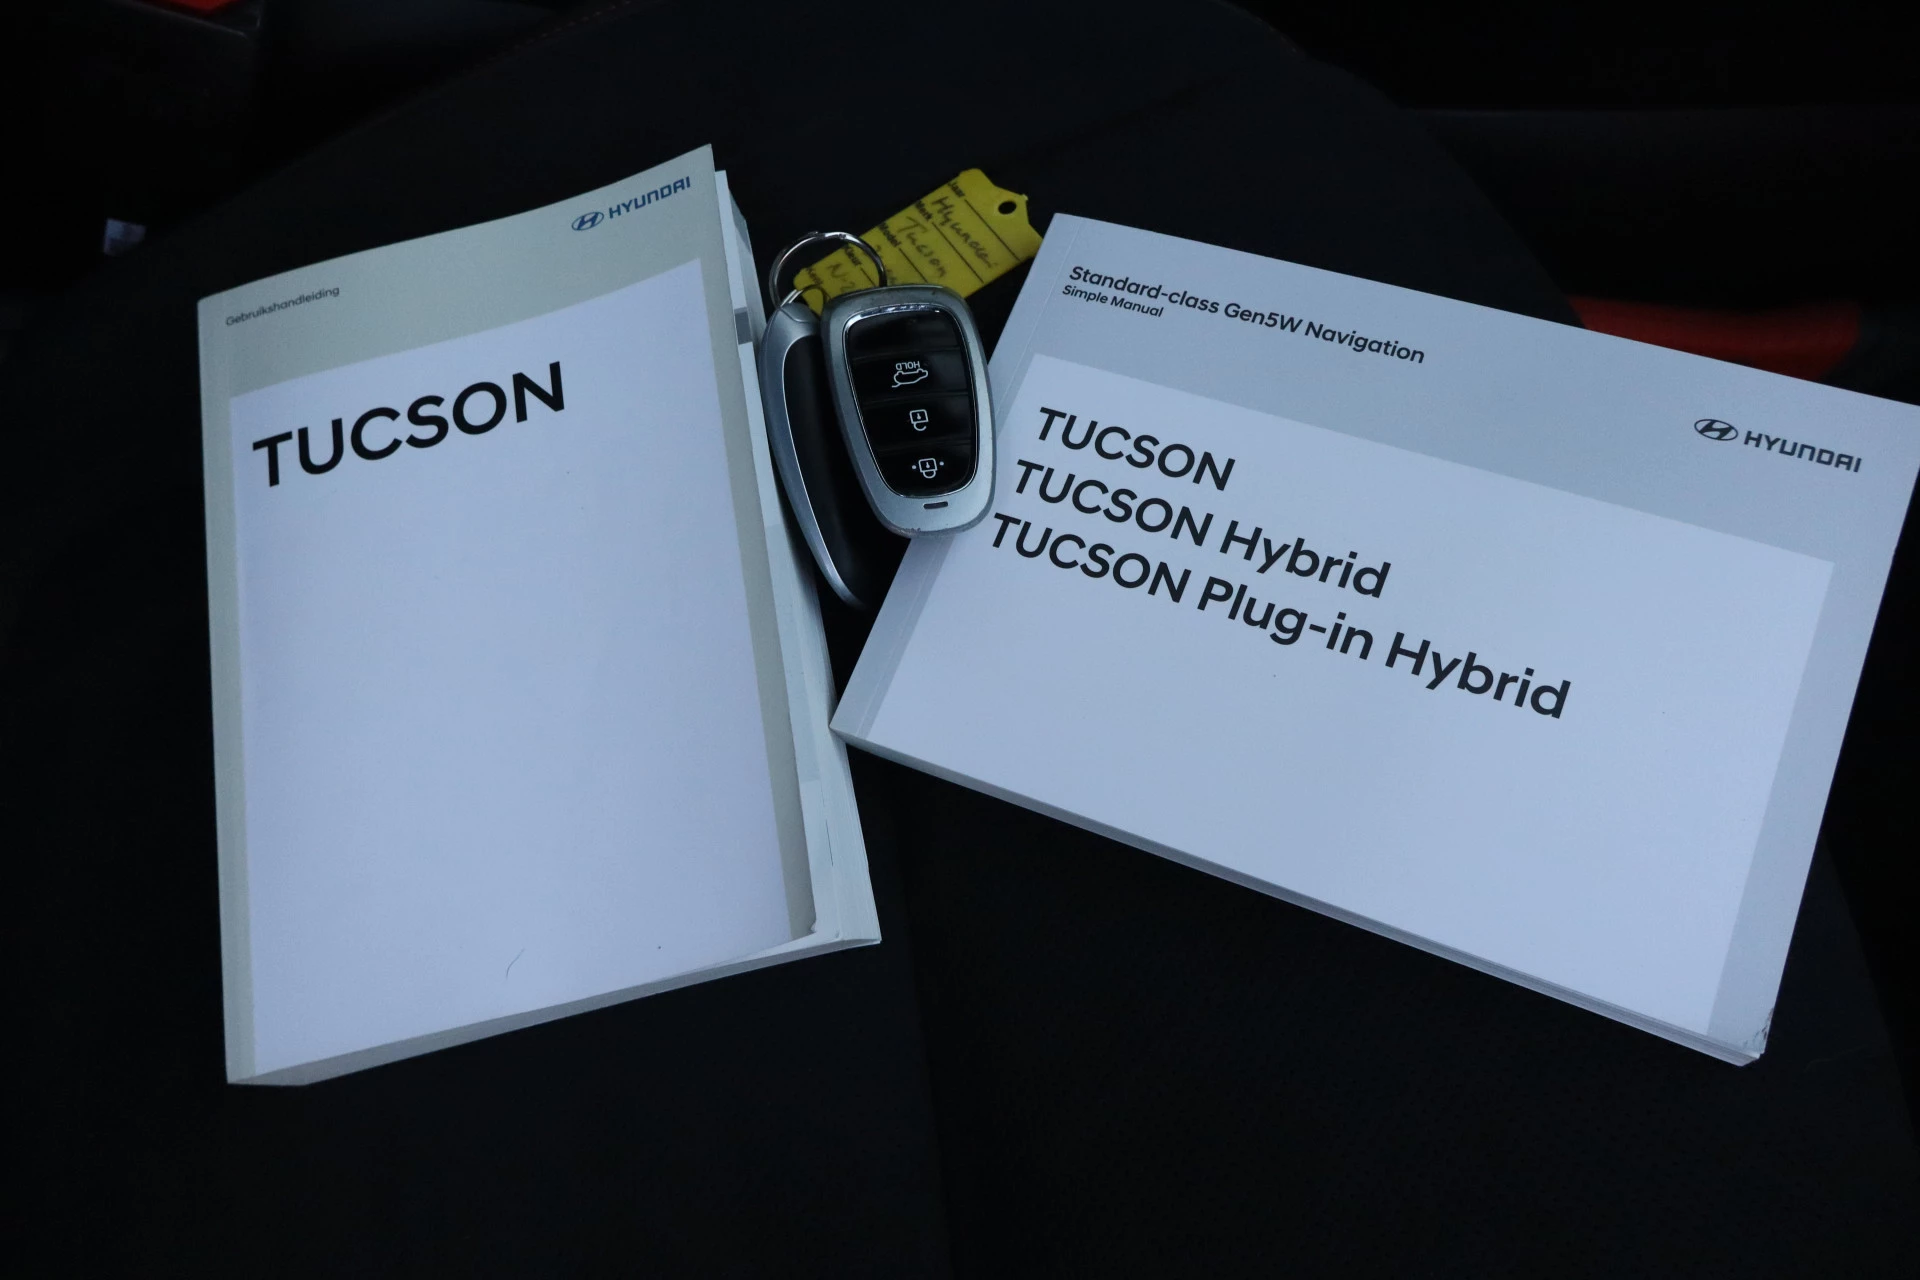 HYUNDAI
Gebruikshandleiding
TUCSON
Hyundai
Model
Tucson
HOLD
Standard-class Gen5W Navigation
Simple Manual
HYUNDAI
TUCSON
TUCSON Hybrid
TUCSON Plug-in Hybrid